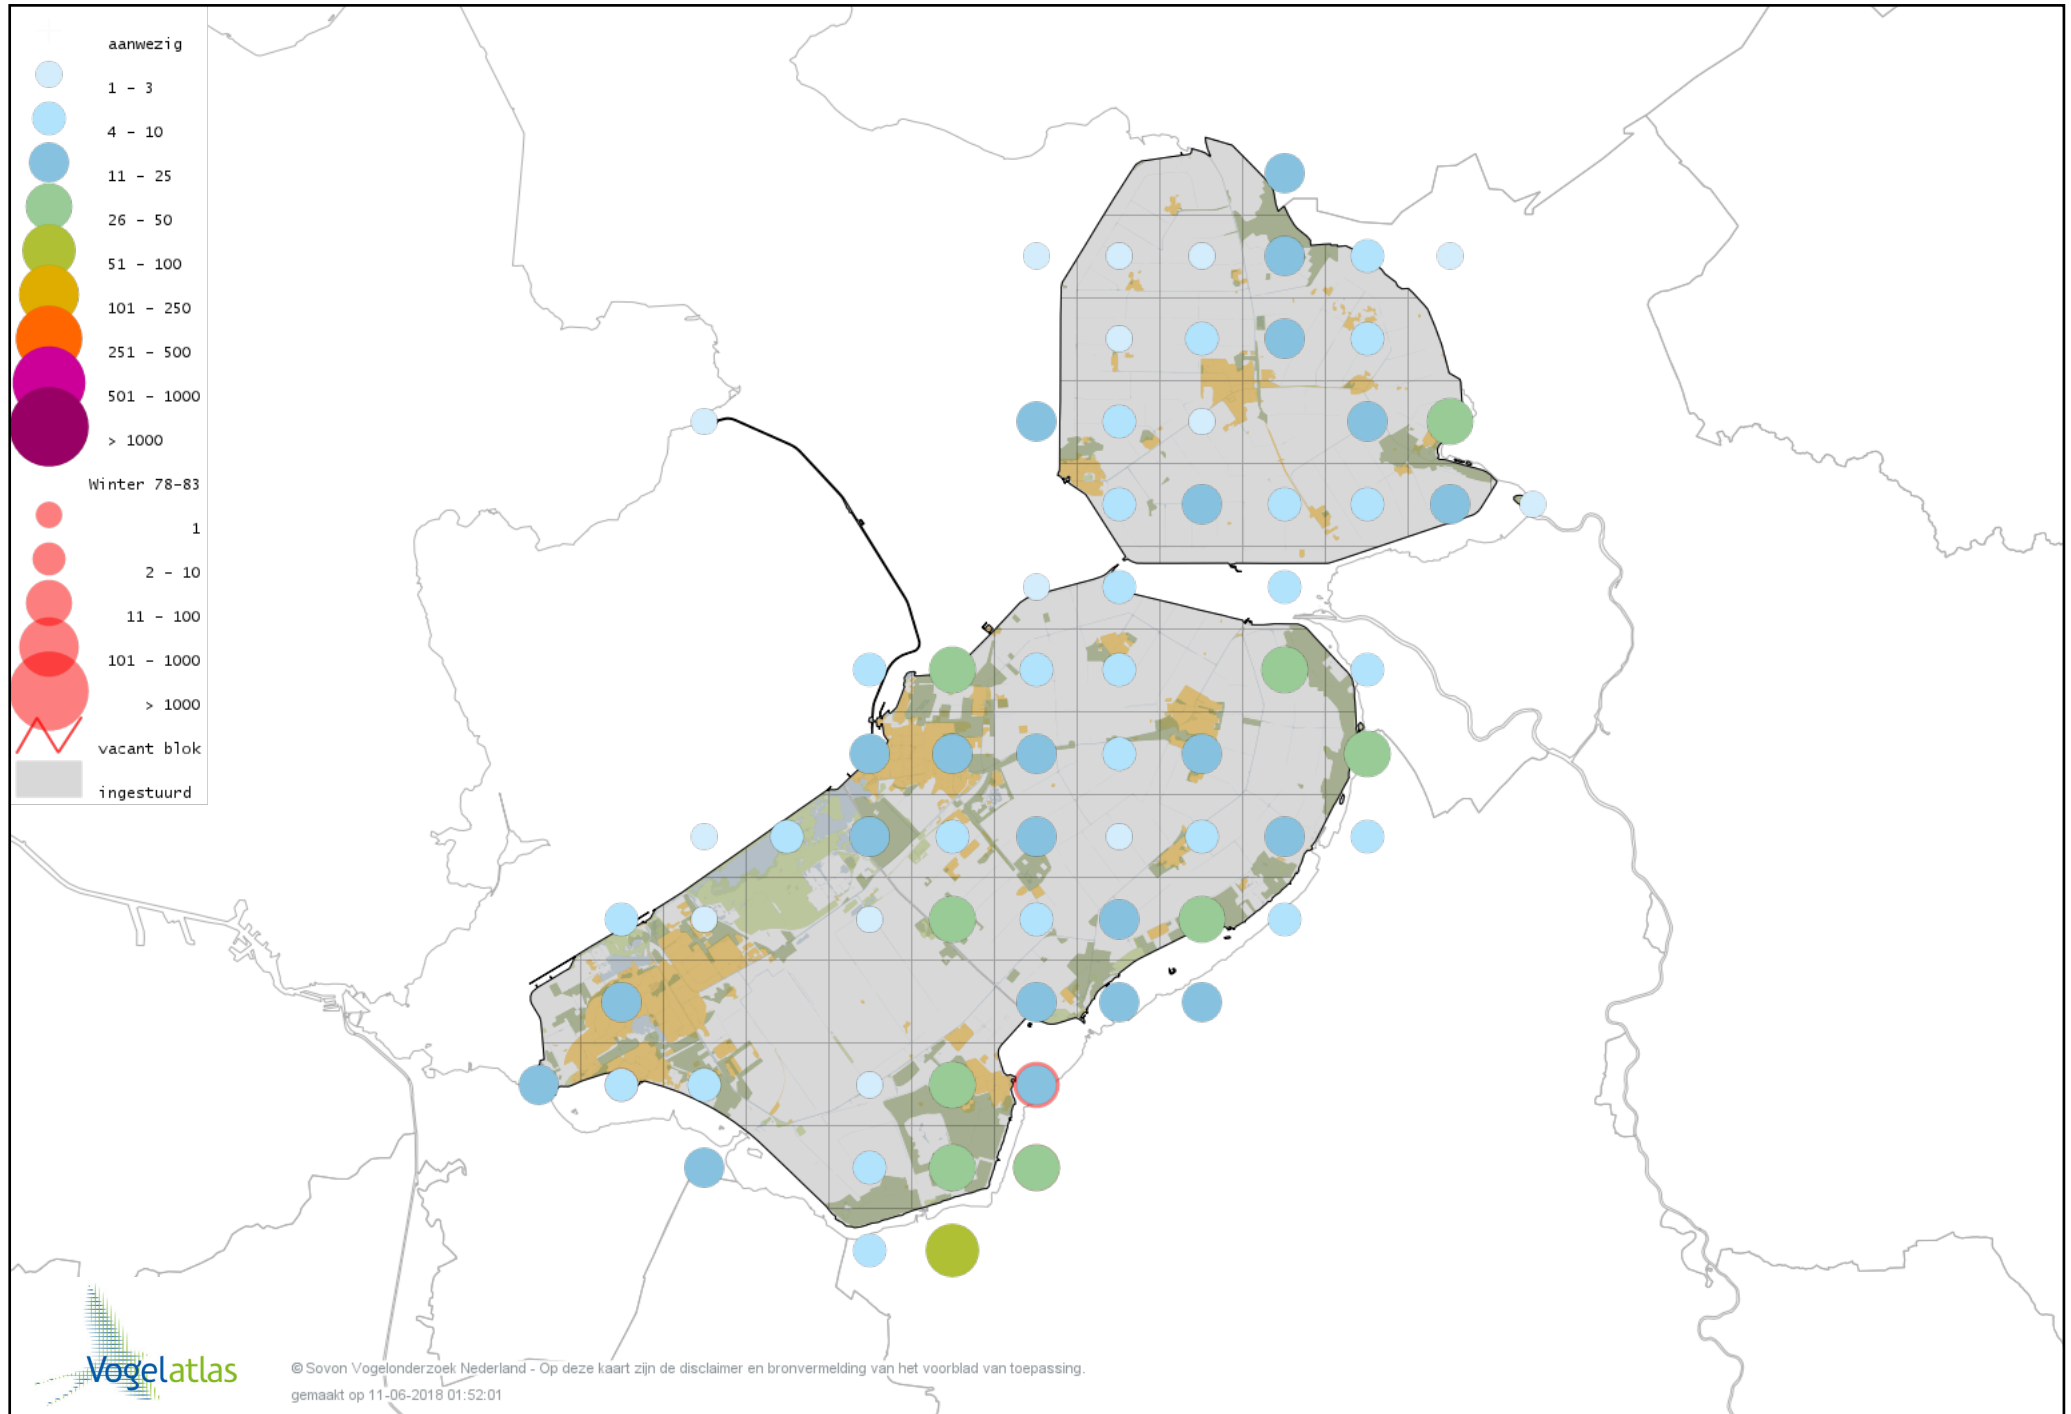 aanwezig
1 - 3
4 - 10
11 - 25
26 - 50
51 - 100
101 - 250
251 - 500
501 - 1000
> 1000
Winter 78-83
1
2 - 10
11 - 100
101 - 1000
> 1000
vacant blok
ingestuurd
Vogelatlas
© Sovon Vogelonderzoek Nederland - Op deze kaart zijn de disclaimer en bronvermelding van het voorblad van toepassing.
gemaakt op 11-06-2018 01:52:01